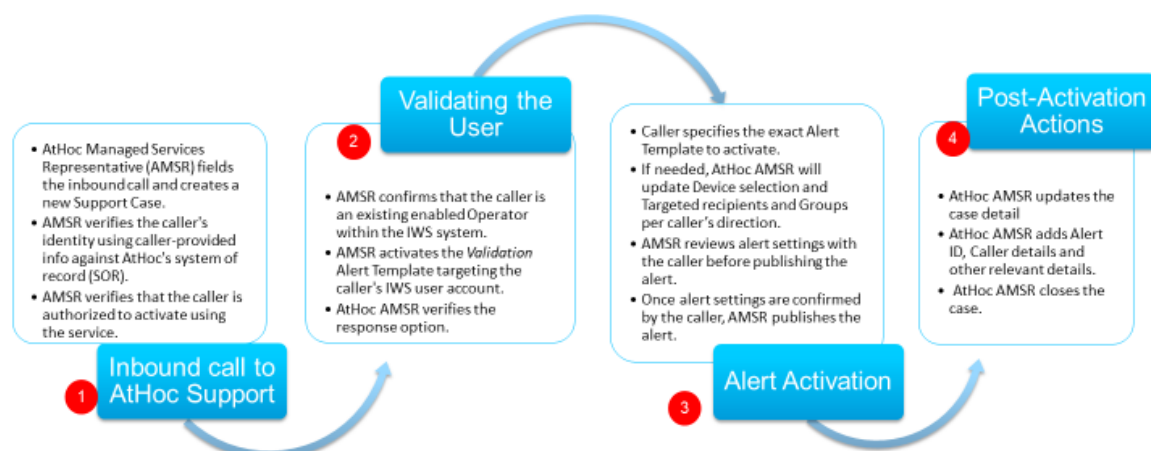 1
Inbound call to
AtHoc Support
• AtHoc Managed Services
Representative (AMSR) fields
the inbound call and creates a
new Support Case.
• AMSR verifies the caller's
identity using caller-provided
info against AtHoc's system of
record (SOR).
• AMSR verifies that the caller is
authorized to activate using
the service.
2
Validating the
User
• AMSR confirms that the caller is
an existing enabled Operator
within the IWS system.
• AMSR activates the Validation
Alert Template targeting the
caller's IWS user account.
• AtHoc AMSR verifies the
response option.
3
Alert Activation
• Caller specifies the exact Alert
Template to activate.
• If needed, AtHoc AMSR will
update Device selection and
Targeted recipients and Groups
per caller's direction.
• AMSR reviews alert settings with
the caller before publishing the
alert.
• Once alert settings are confirmed
by the caller, AMSR publishes the
alert.
4
Post-Activation
Actions
• AtHoc AMSR updates the
case detail
• AtHoc AMSR adds Alert
ID, Caller details and
other relevant details.
• AtHoc AMSR closes the
case.